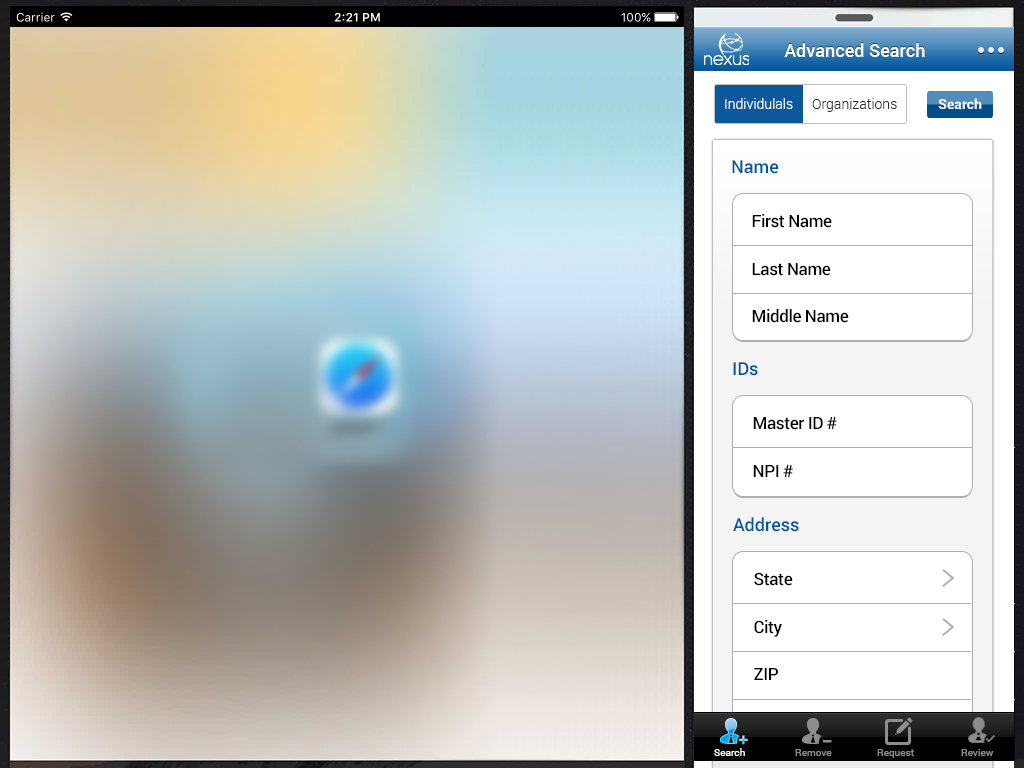 Carrier 2:21 PM 100%
nexus Advanced Search
Individulals Organizations Search
Name
First Name
Last Name
Middle Name
IDs
Master ID #
NPI #
Address
State
City
ZIP
Search Remove Request Review